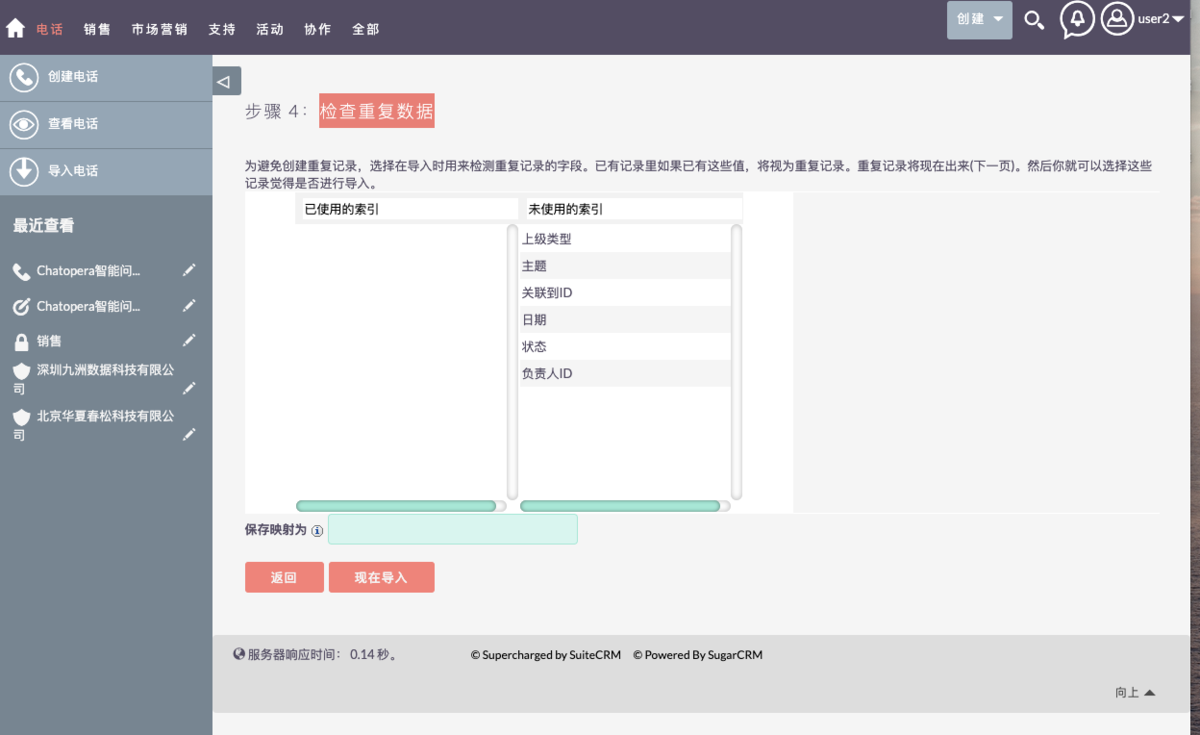 电话 销售 市场营销 支持 活动 协作 全部 创建 user2
创建电话
查看电话
导入电话
最近查看
Chatopera智能问...
Chatopera智能问...
销售
深圳九洲数据科技有限公
司
北京华夏春松科技有限公
司
步骤 4: 检查重复数据
为避免创建重复记录，选择在导入时用来检测重复记录的字段。已有记录里如果已有这些值，将视为重复记录。重复记录将现在出来(下一页)。然后你就可以选择这些
记录觉得是否进行导入。
已使用的索引 未使用的索引
上级类型
主题
关联到ID
日期
状态
负责人ID
保存映射为
返回 现在导入
服务器响应时间： 0.14 秒。 © Supercharged by SuiteCRM © Powered By SugarCRM
向上